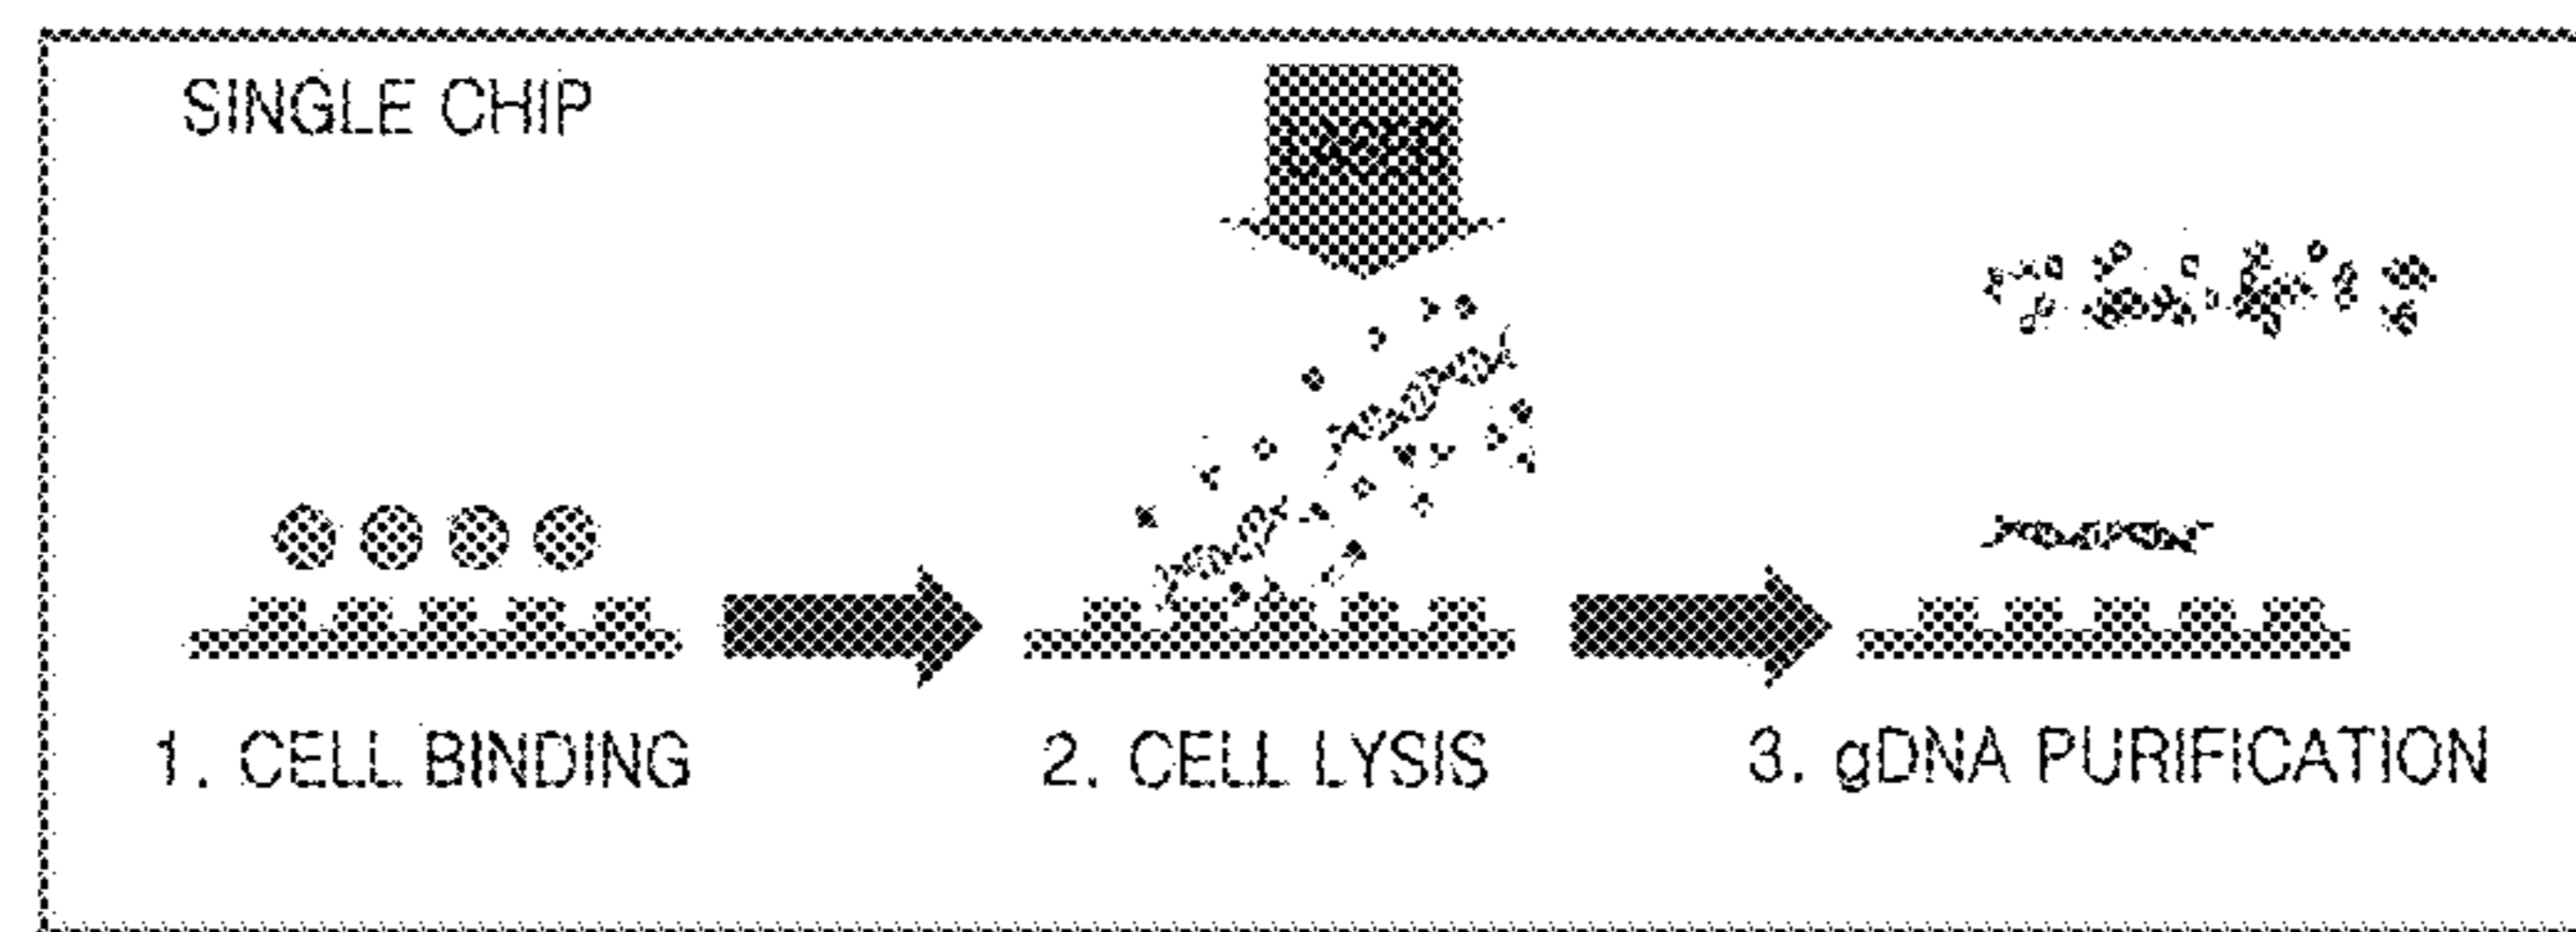 SINGLE CHIP
1. CELL BINDING
2. CELL LYSIS
3. gDNA PURIFICATION